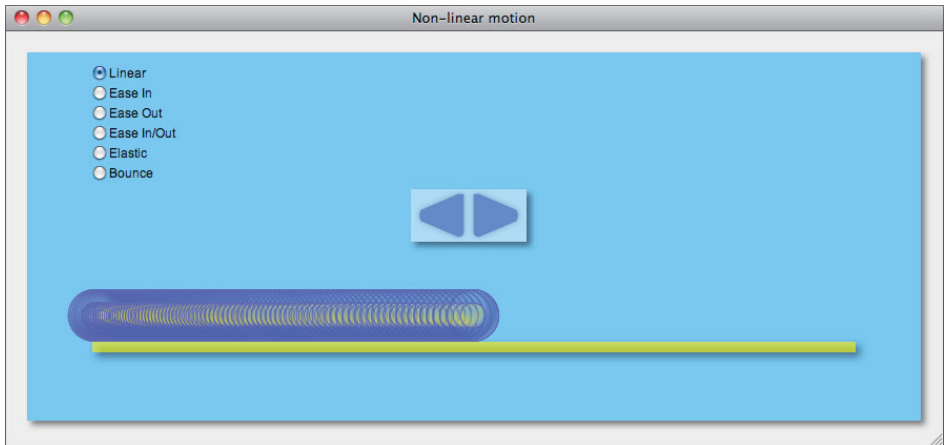 Non-linear motion
Linear
Ease In
Ease Out
Ease In/Out
Elastic
Bounce